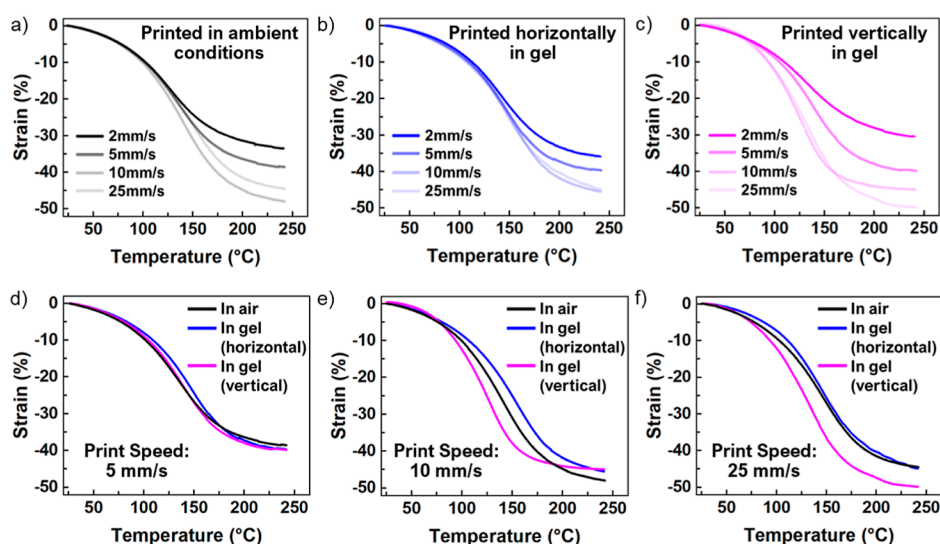 a)
Printed in ambient
conditions
Strain (%)
0
-10
-20
-30
-40
-50
2mm/s
5mm/s
10mm/s
25mm/s
50 100 150 200 250
Temperature (°C)
b)
Printed horizontally
in gel
Strain (%)
0
-10
-20
-30
-40
-50
2mm/s
5mm/s
10mm/s
25mm/s
50 100 150 200 250
Temperature (°C)
c)
Printed vertically
in gel
Strain (%)
0
-10
-20
-30
-40
-50
2mm/s
5mm/s
10mm/s
25mm/s
50 100 150 200 250
Temperature (°C)
d)
Strain (%)
0
-10
-20
-30
-40
-50
In air
In gel
(horizontal)
In gel
(vertical)
Print Speed:
5 mm/s
50 100 150 200 250
Temperature (°C)
e)
Strain (%)
0
-10
-20
-30
-40
-50
In air
In gel
(horizontal)
In gel
(vertical)
Print Speed:
10 mm/s
50 100 150 200 250
Temperature (°C)
f)
Strain (%)
0
-10
-20
-30
-40
-50
In air
In gel
(horizontal)
In gel
(vertical)
Print Speed:
25 mm/s
50 100 150 200 250
Temperature (°C)